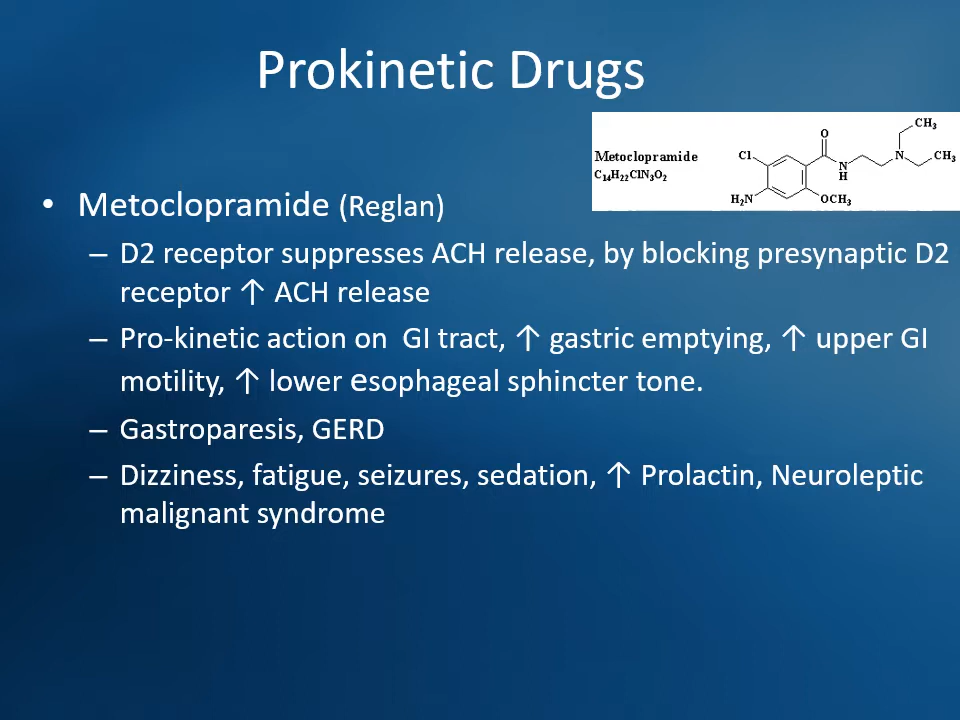 Prokinetic Drugs
Metoclopramide
C₁₄H₂₂ClN₃O₂
O
CH₃
Cl
N
H
N
CH₃
H₂N
OCH₃
• Metoclopramide (Reglan)
– D2 receptor suppresses ACH release, by blocking presynaptic D2
receptor ↑ ACH release
– Pro-kinetic action on GI tract, ↑ gastric emptying, ↑ upper GI
motility, ↑ lower esophageal sphincter tone.
– Gastroparesis, GERD
– Dizziness, fatigue, seizures, sedation, ↑ Prolactin, Neuroleptic
malignant syndrome